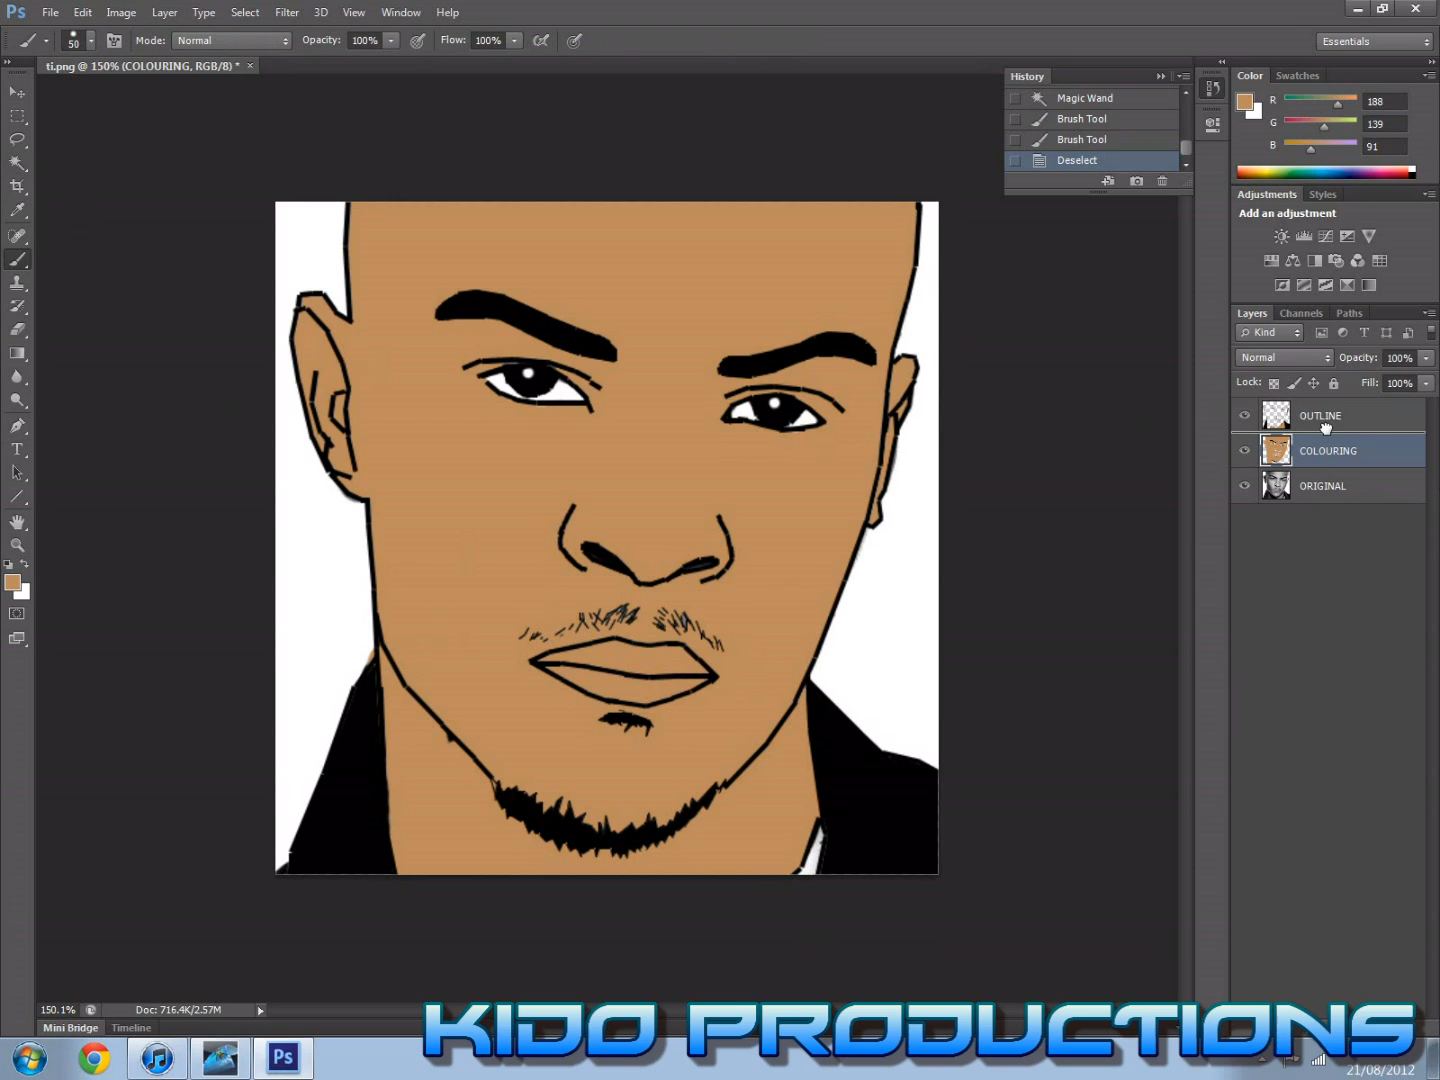 Ps File Edit Image Layer Type Select Filter 3D View Window Help
50 Mode: Normal Opacity: 100% Flow: 100% Essentials
ti.png @ 150% (COLOURING, RGB/8) * ×
History
Magic Wand
Brush Tool
Brush Tool
Deselect
Color Swatches
R 188
G 139
B 91
Adjustments Styles
Add an adjustment
Layers Channels Paths
Kind T
Normal Opacity: 100%
Lock: Fill: 100%
OUTLINE
COLOURING
ORIGINAL
T
150.1% Doc: 716.4K/2.57M
Mini Bridge Timeline
KIDO PRODUCTIONS
Ps
21/08/2012